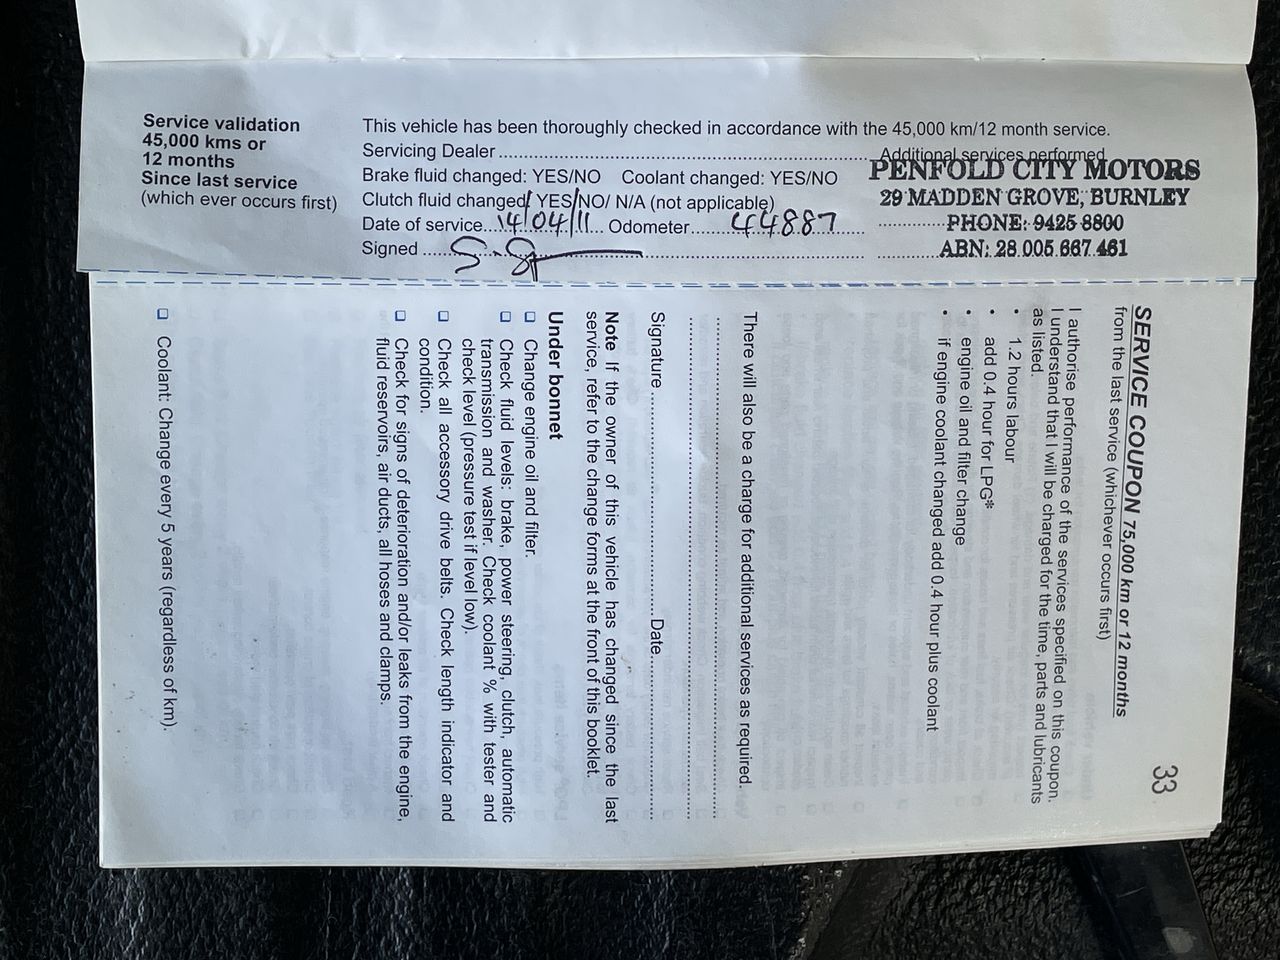 Service validation
45,000 kms or
12 months
Since last service
(which ever occurs first)
This vehicle has been thoroughly checked in accordance with the 45,000 km/12 month service.
Servicing Dealer ........ Additional services performed
Brake fluid changed: YES/NO Coolant changed: YES/NO
Clutch fluid changed/ YES/NO/ N/A (not applicable)
Date of service...14/04/11... Odometer........44887........
Signed ........
PENFOLD CITY MOTORS
29 MADDEN GROVE, BURNLEY
PHONE: 9425 8800
ABN: 28 005 667 461
33
SERVICE COUPON 75,000 km or 12 months
from the last service (whichever occurs first)
I authorise performance of the services specified on this coupon.
I understand that I will be charged for the time, parts and lubricants
as listed.
• 1.2 hours labour
• add 0.4 hour for LPG*
• engine oil and filter change
• if engine coolant changed add 0.4 hour plus coolant
There will also be a charge for additional services as required.
Signature ........ Date........
Note If the owner of this vehicle has changed since the last
service, refer to the change forms at the front of this booklet.
Under bonnet
❑ Change engine oil and filter.
❑ Check fluid levels: brake, power steering, clutch, automatic
transmission and washer. Check coolant % with tester and
check level (pressure test if level low).
❑ Check all accessory drive belts. Check length indicator and
condition.
❑ Check for signs of deterioration and/or leaks from the engine,
fluid reservoirs, air ducts, all hoses and clamps.
❑ Coolant: Change every 5 years (regardless of km).